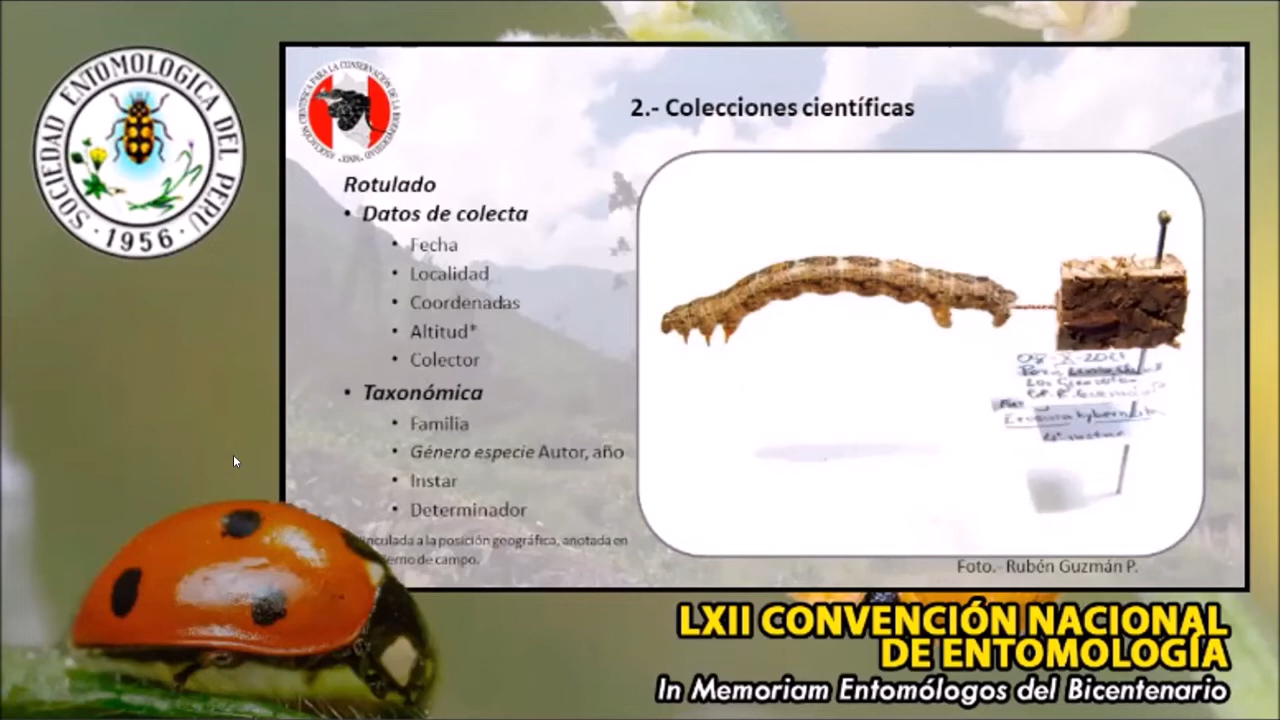 SOCIEDAD ENTOMOLOGICA DEL PERU
· 1956 ·
2.- Colecciones científicas
Rotulado
• Datos de colecta
• Fecha
• Localidad
• Coordenadas
• Altitud*
• Colector
• Taxonómica
• Familia
• Género especie Autor, año
• Instar
• Determinador
a la posición geográfica, anotada en
de campo.
Foto.- Rubén Guzmán P.
LXII CONVENCIÓN NACIONAL
DE ENTOMOLOGÍA
In Memoriam Entomólogos del Bicentenario